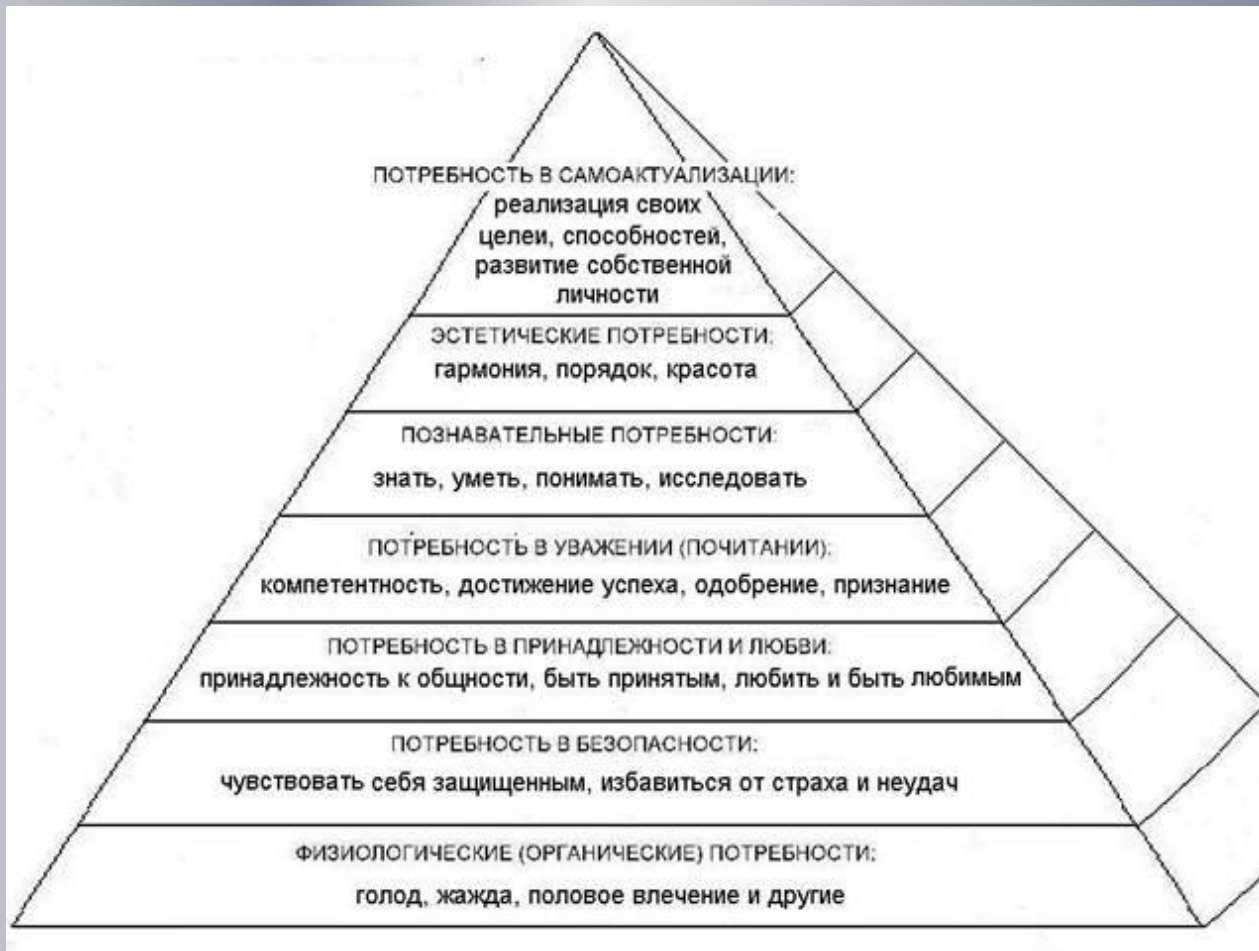 ПОТРЕБНОСТЬ В САМОАКТУАЛИЗАЦИИ:
реализация своих
целеи, способностей,
развитие собственной
личности
ЭСТЕТИЧЕСКИЕ ПОТРЕБНОСТИ:
гармония, порядок, красота
ПОЗНАВАТЕЛЬНЫЕ ПОТРЕБНОСТИ:
знать, уметь, понимать, исследовать
ПОТРЕБНОСТЬ В УВАЖЕНИИ (ПОЧИТАНИИ):
компетентность, достижение успеха, одобрение, признание
ПОТРЕБНОСТЬ В ПРИНАДЛЕЖНОСТИ И ЛЮБВИ:
принадлежность к общности, быть принятым, любить и быть любимым
ПОТРЕБНОСТЬ В БЕЗОПАСНОСТИ:
чувствовать себя защищенным, избавиться от страха и неудач
ФИЗИОЛОГИЧЕСКИЕ (ОРГАНИЧЕСКИЕ) ПОТРЕБНОСТИ:
голод, жажда, половое влечение и другие